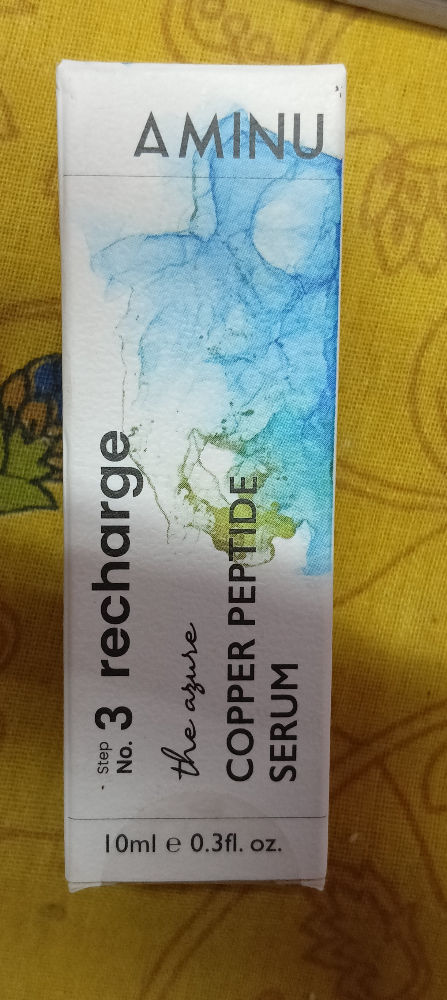 AMINU
Step
No. 3 recharge
the azure
COPPER PEPTIDE
SERUM
10ml ℮ 0.3fl. oz.